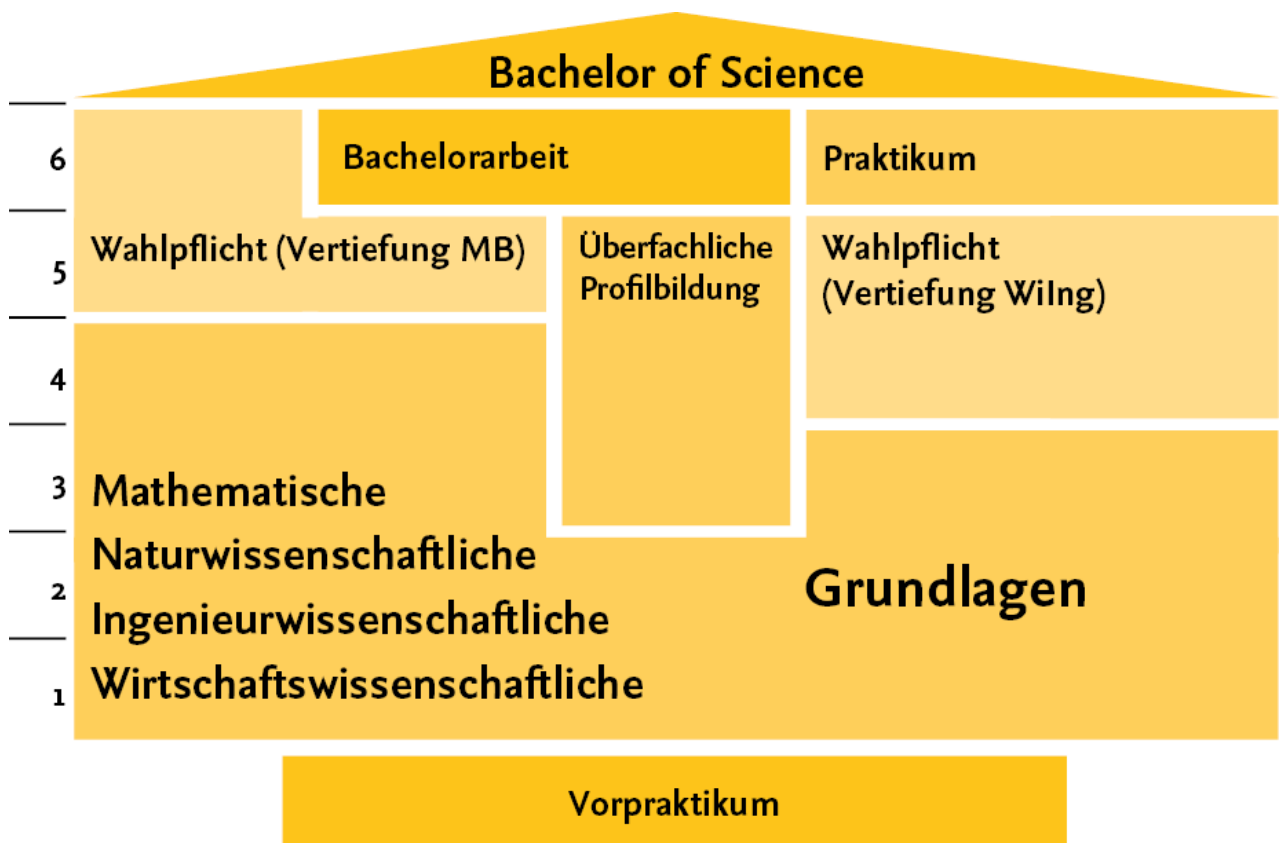 Bachelor of Science
6
Bachelorarbeit
Praktikum
5
Wahlpflicht (Vertiefung MB)
Überfachliche
Profilbildung
Wahlpflicht
(Vertiefung WiIng)
4
3
Mathematische
Naturwissenschaftliche
2
Ingenieurwissenschaftliche
Grundlagen
1
Wirtschaftswissenschaftliche
Vorpraktikum